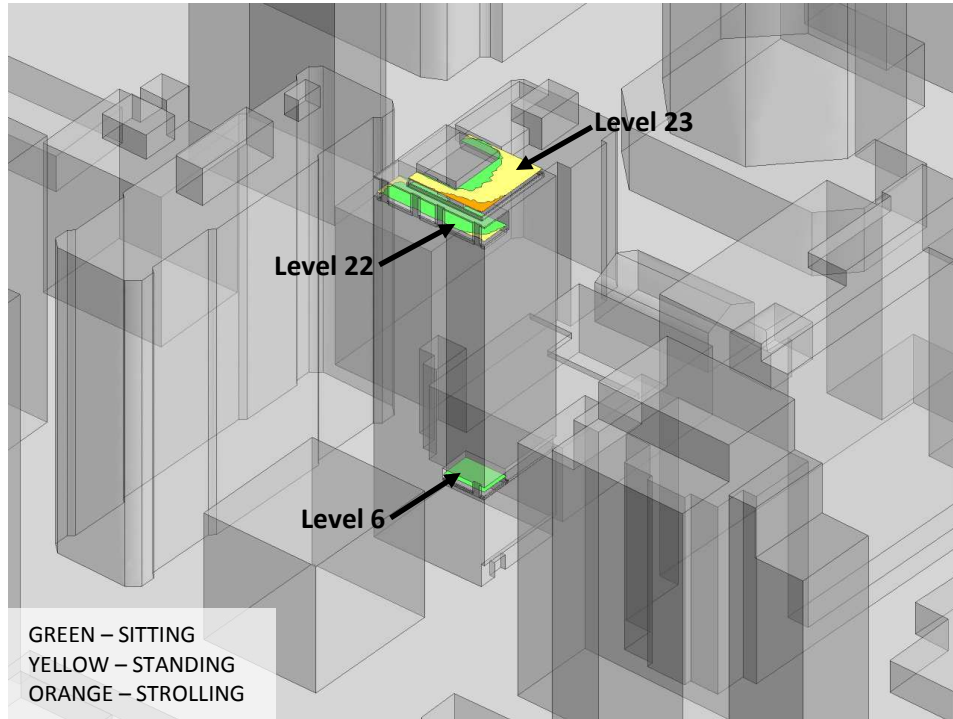 Level 23
Level 22
Level 6
GREEN – SITTING
YELLOW – STANDING
ORANGE – STROLLING